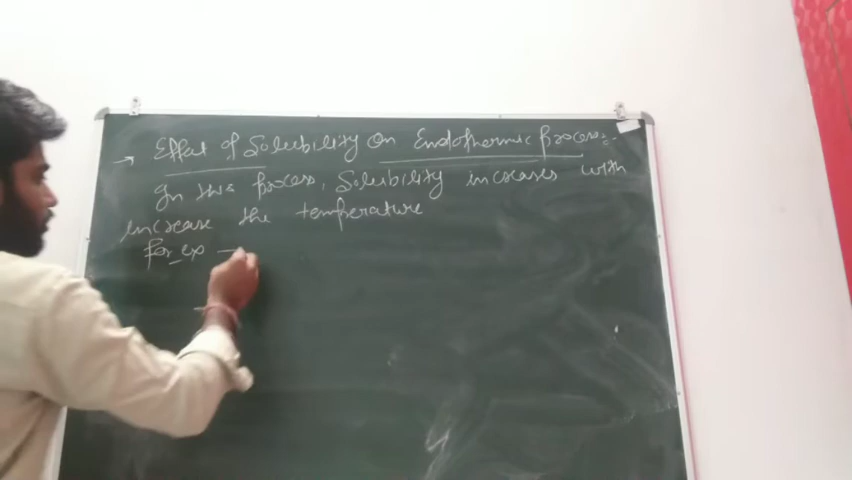 → Effect of Solubility On Endothermic Process:-
In this process, Solubility increases with
increase the temperature
for ex –